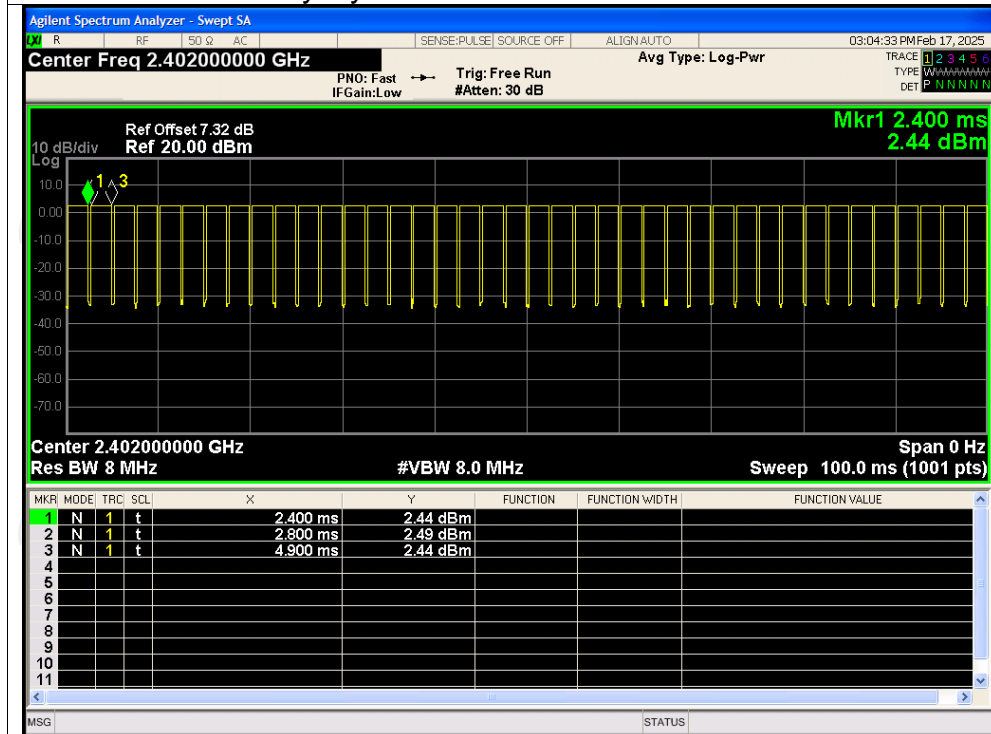 Agilent Spectrum Analyzer - Swept SA
LXI R RF 50 Ω AC SENSE:PULSE SOURCE OFF ALIGN AUTO 03:04:33 PM Feb 17, 2025
Center Freq 2.402000000 GHz
PNO: Fast
IFGain:Low
Trig: Free Run
#Atten: 30 dB
Avg Type: Log-Pwr
TRACE 1 2 3 4 5 6
TYPE WWWWWW
DET P N N N N N
Mkr1 2.400 ms
2.44 dBm
Ref Offset 7.32 dB
10 dB/div Ref 20.00 dBm
Log
1 3
10.0
0.00
-10.0
-20.0
-30.0
-40.0
-50.0
-60.0
-70.0
Center 2.402000000 GHz Span 0 Hz
Res BW 8 MHz #VBW 8.0 MHz Sweep 100.0 ms (1001 pts)
MKR MODE TRC SCL X Y FUNCTION FUNCTION WIDTH FUNCTION VALUE
1 N 1 t 2.400 ms 2.44 dBm
2 N 1 t 2.800 ms 2.49 dBm
3 N 1 t 4.900 ms 2.44 dBm
4
5
6
7
8
9
10
11
MSG STATUS